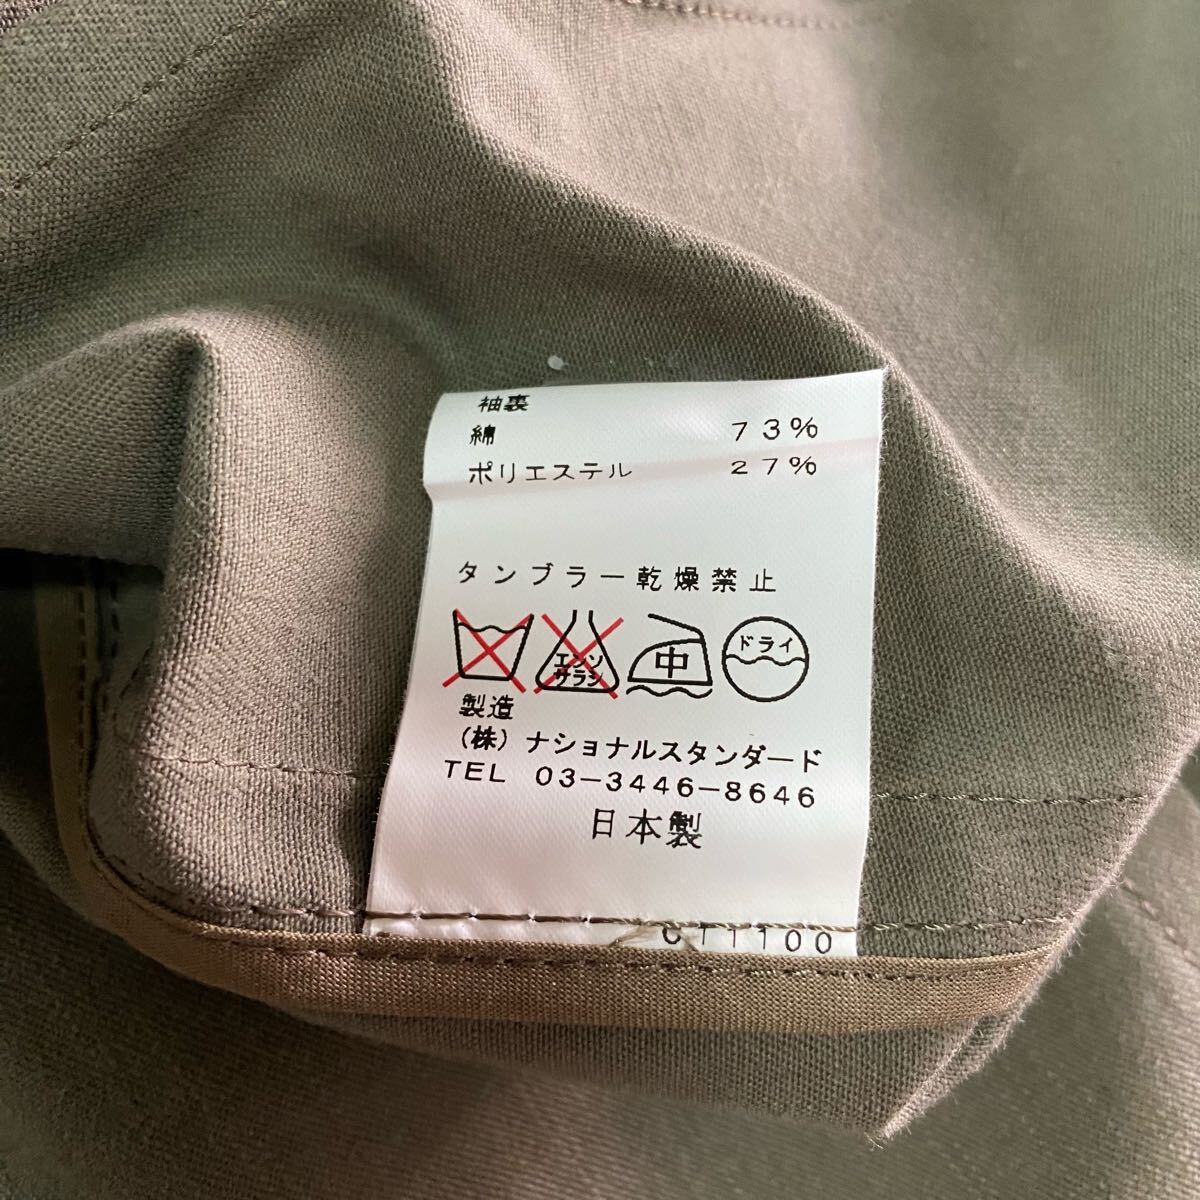 袖裏
綿 73%
ポリエステル 27%
タンブラー乾燥禁止
エンソ
サラシ
中
ドライ
製造
(株)ナショナルスタンダード
TEL 03-3446-8646
日本製